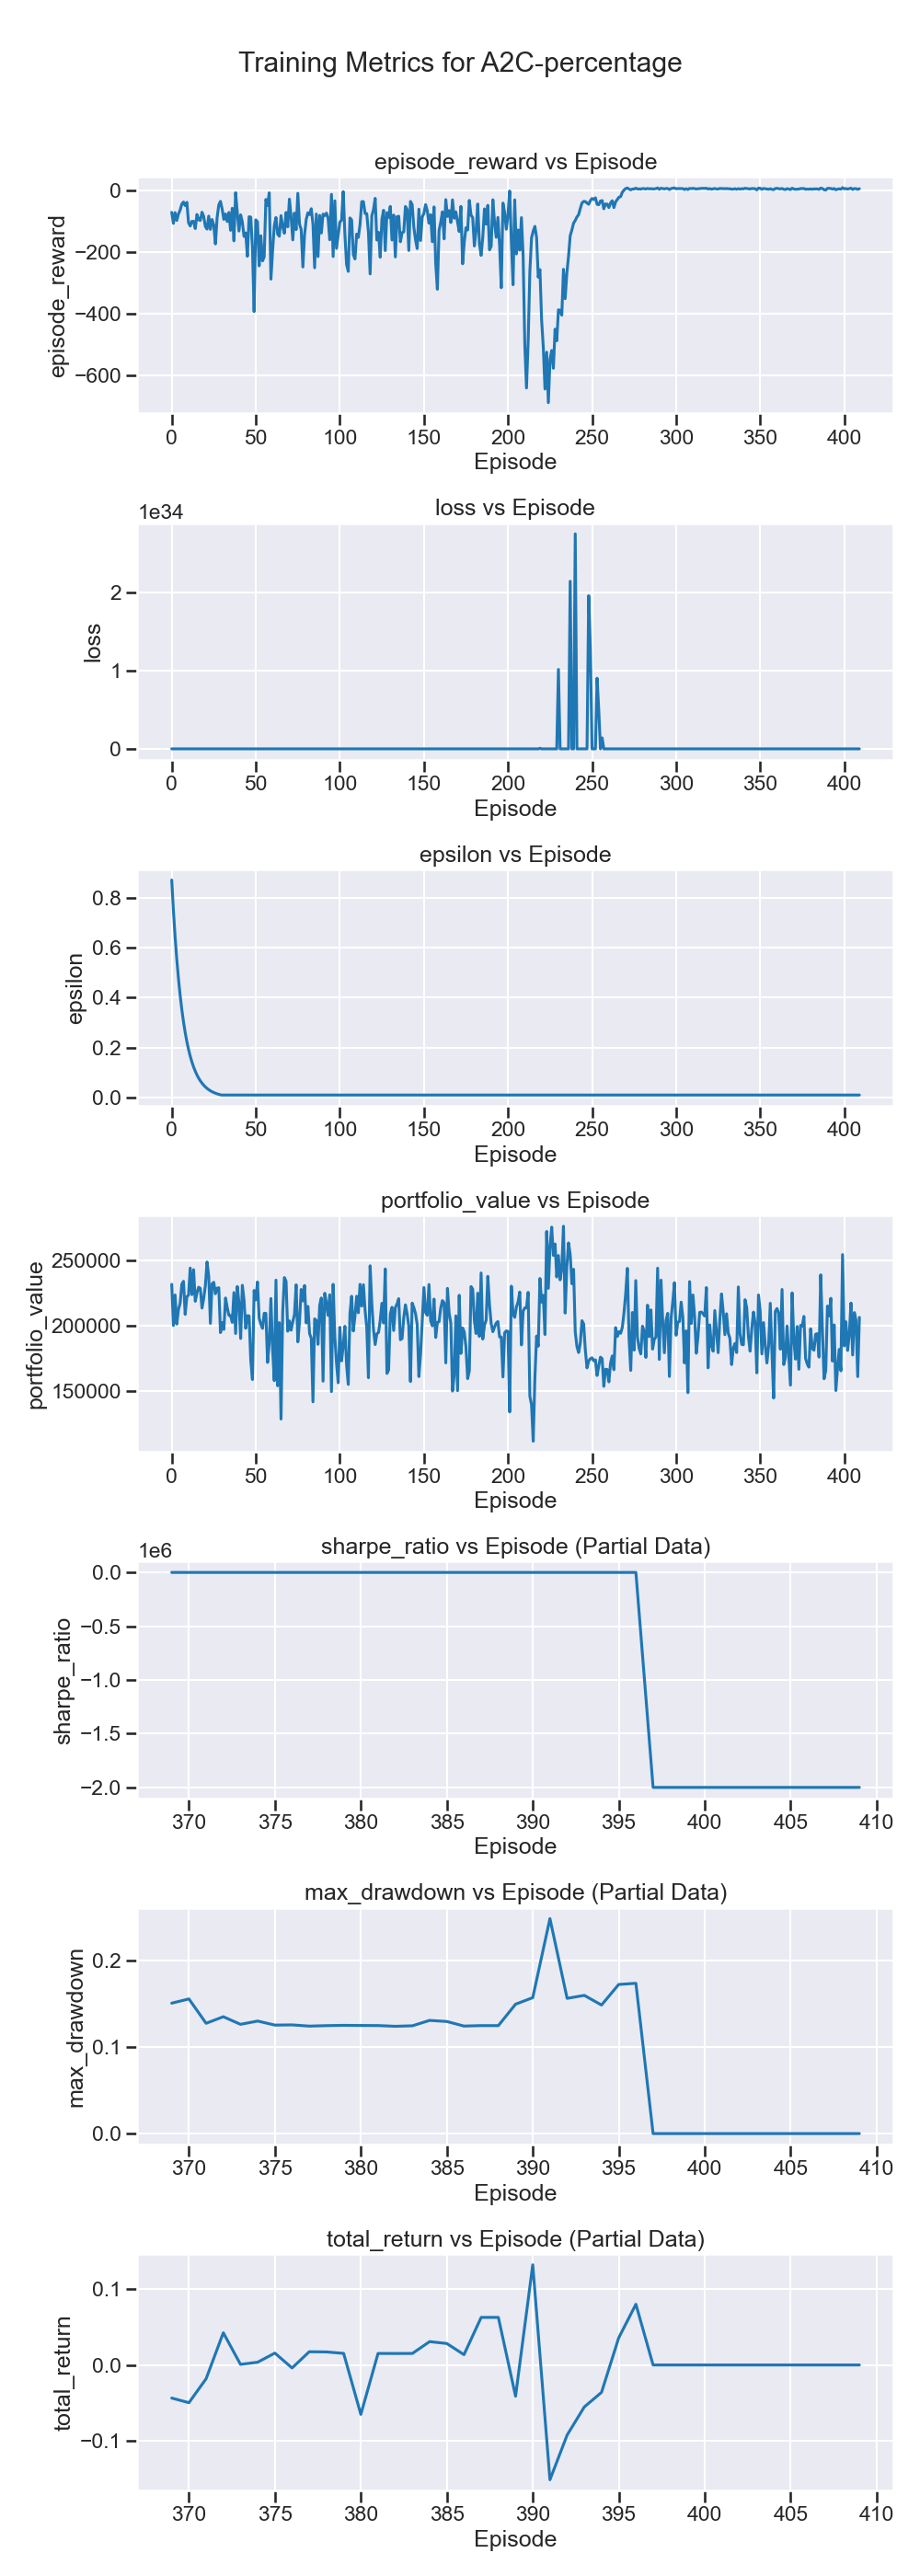 Training Metrics for A2C-percentage
episode_reward vs Episode
episode_reward
0
−200
−400
−600
0 50 100 150 200 250 300 350 400
Episode
loss vs Episode
1e34
loss
2
1
0
0 50 100 150 200 250 300 350 400
Episode
epsilon vs Episode
epsilon
0.8
0.6
0.4
0.2
0.0
0 50 100 150 200 250 300 350 400
Episode
portfolio_value vs Episode
portfolio_value
250000
200000
150000
0 50 100 150 200 250 300 350 400
Episode
sharpe_ratio vs Episode (Partial Data)
1e6
sharpe_ratio
0.0
−0.5
−1.0
−1.5
−2.0
370 375 380 385 390 395 400 405 410
Episode
max_drawdown vs Episode (Partial Data)
max_drawdown
0.2
0.1
0.0
370 375 380 385 390 395 400 405 410
Episode
total_return vs Episode (Partial Data)
total_return
0.1
0.0
−0.1
370 375 380 385 390 395 400 405 410
Episode